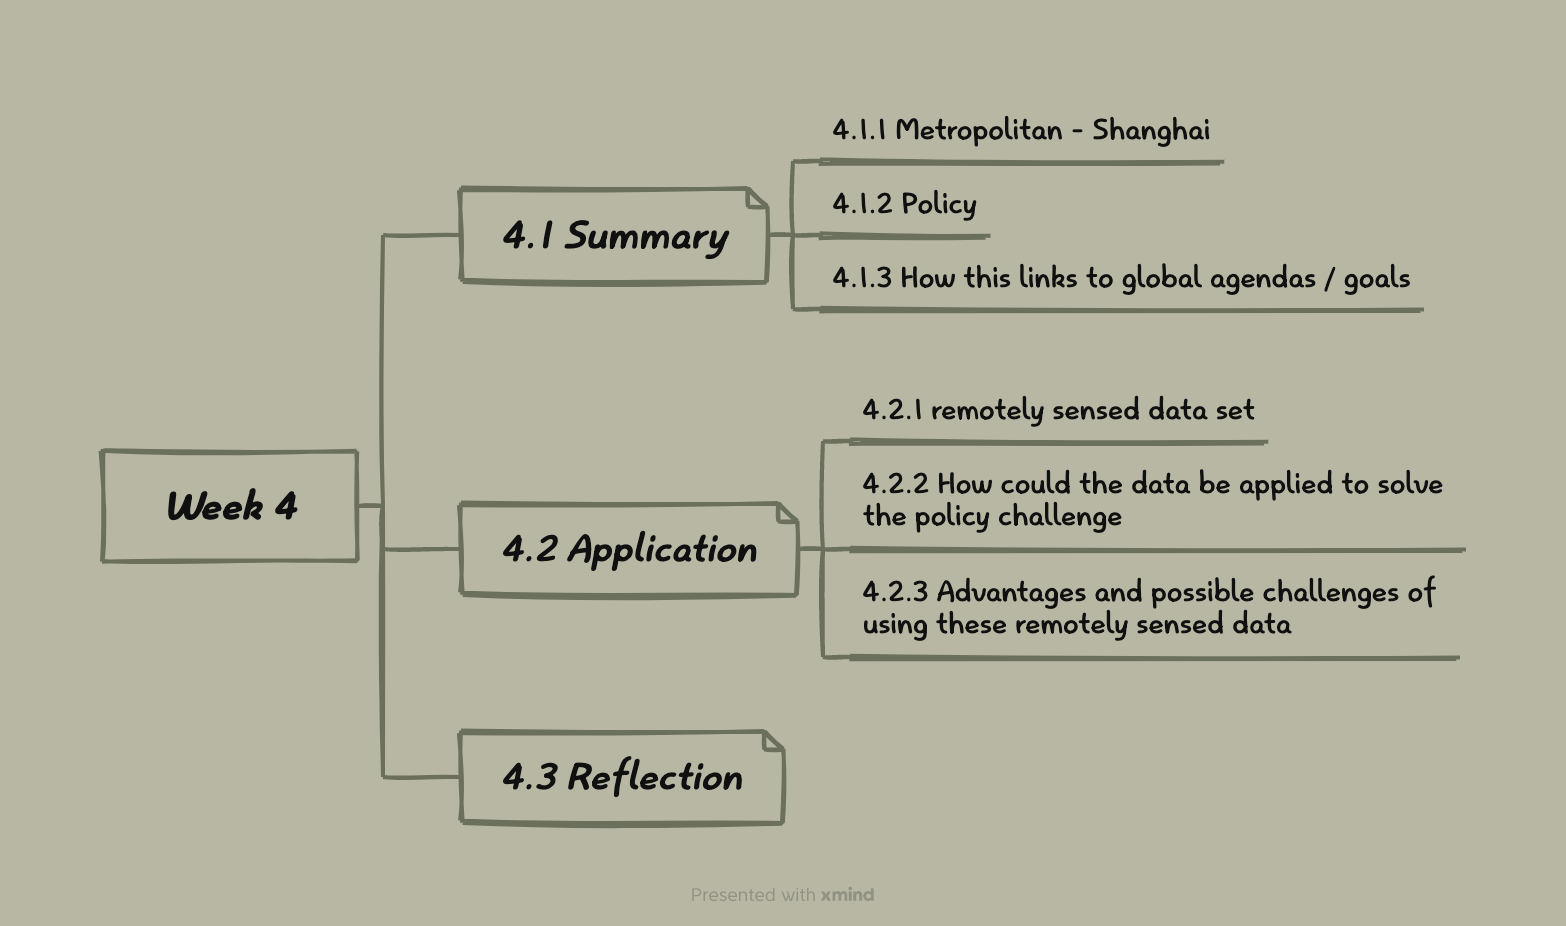 Week 4
4.1 Summary
4.1.1 Metropolitan - Shanghai
4.1.2 Policy
4.1.3 How this links to global agendas / goals
4.2 Application
4.2.1 remotely sensed data set
4.2.2 How could the data be applied to solve
the policy challenge
4.2.3 Advantages and possible challenges of
using these remotely sensed data
4.3 Reflection
Presented with xmind